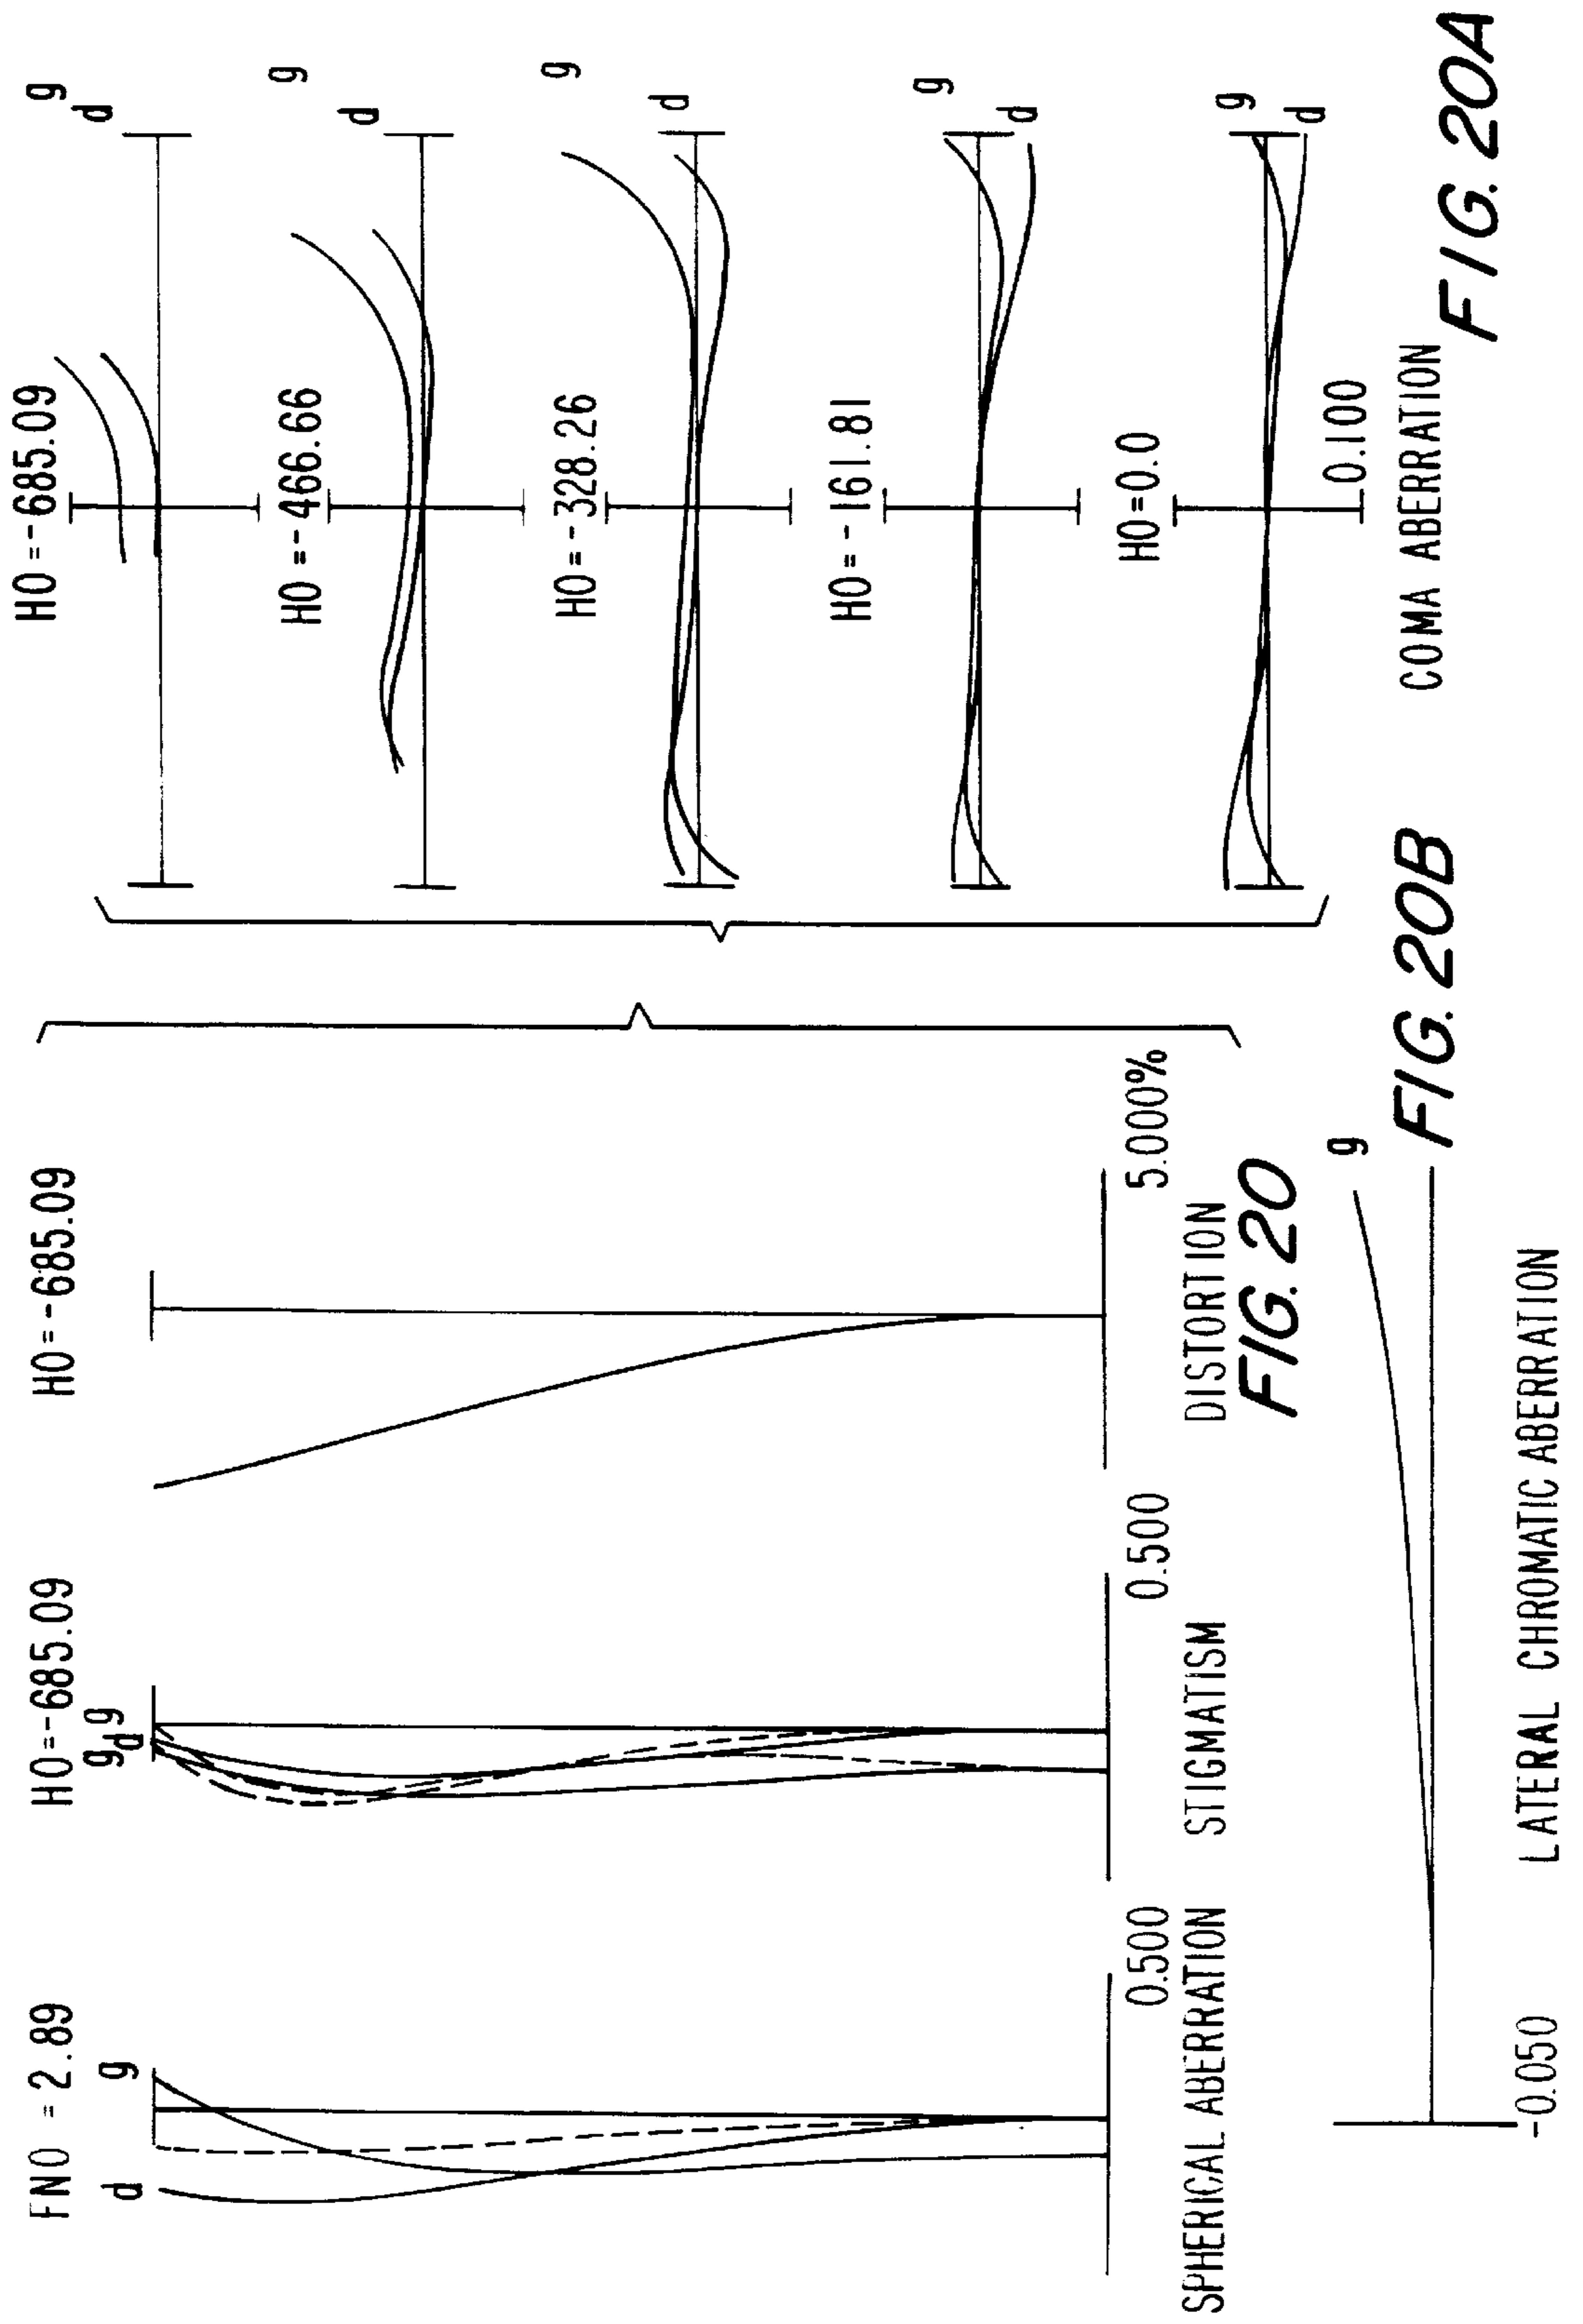 FNO = 2.89
d
g
HO=-685.09
g
d
g
HO=-685.09
0.500
SPHERICAL ABERRATION
0.500
STIGMATISM
5.000%
DISTORTION
FIG. 20
g
-0.050
LATERAL CHROMATIC ABERRATION
FIG. 20B
HO=-685.09
g
d
HO=-466.66
g
d
HO=-328.26
g
d
HO=-161.81
g
d
HO=0.0
g
d
0.100
COMA ABERRATION
FIG. 20A